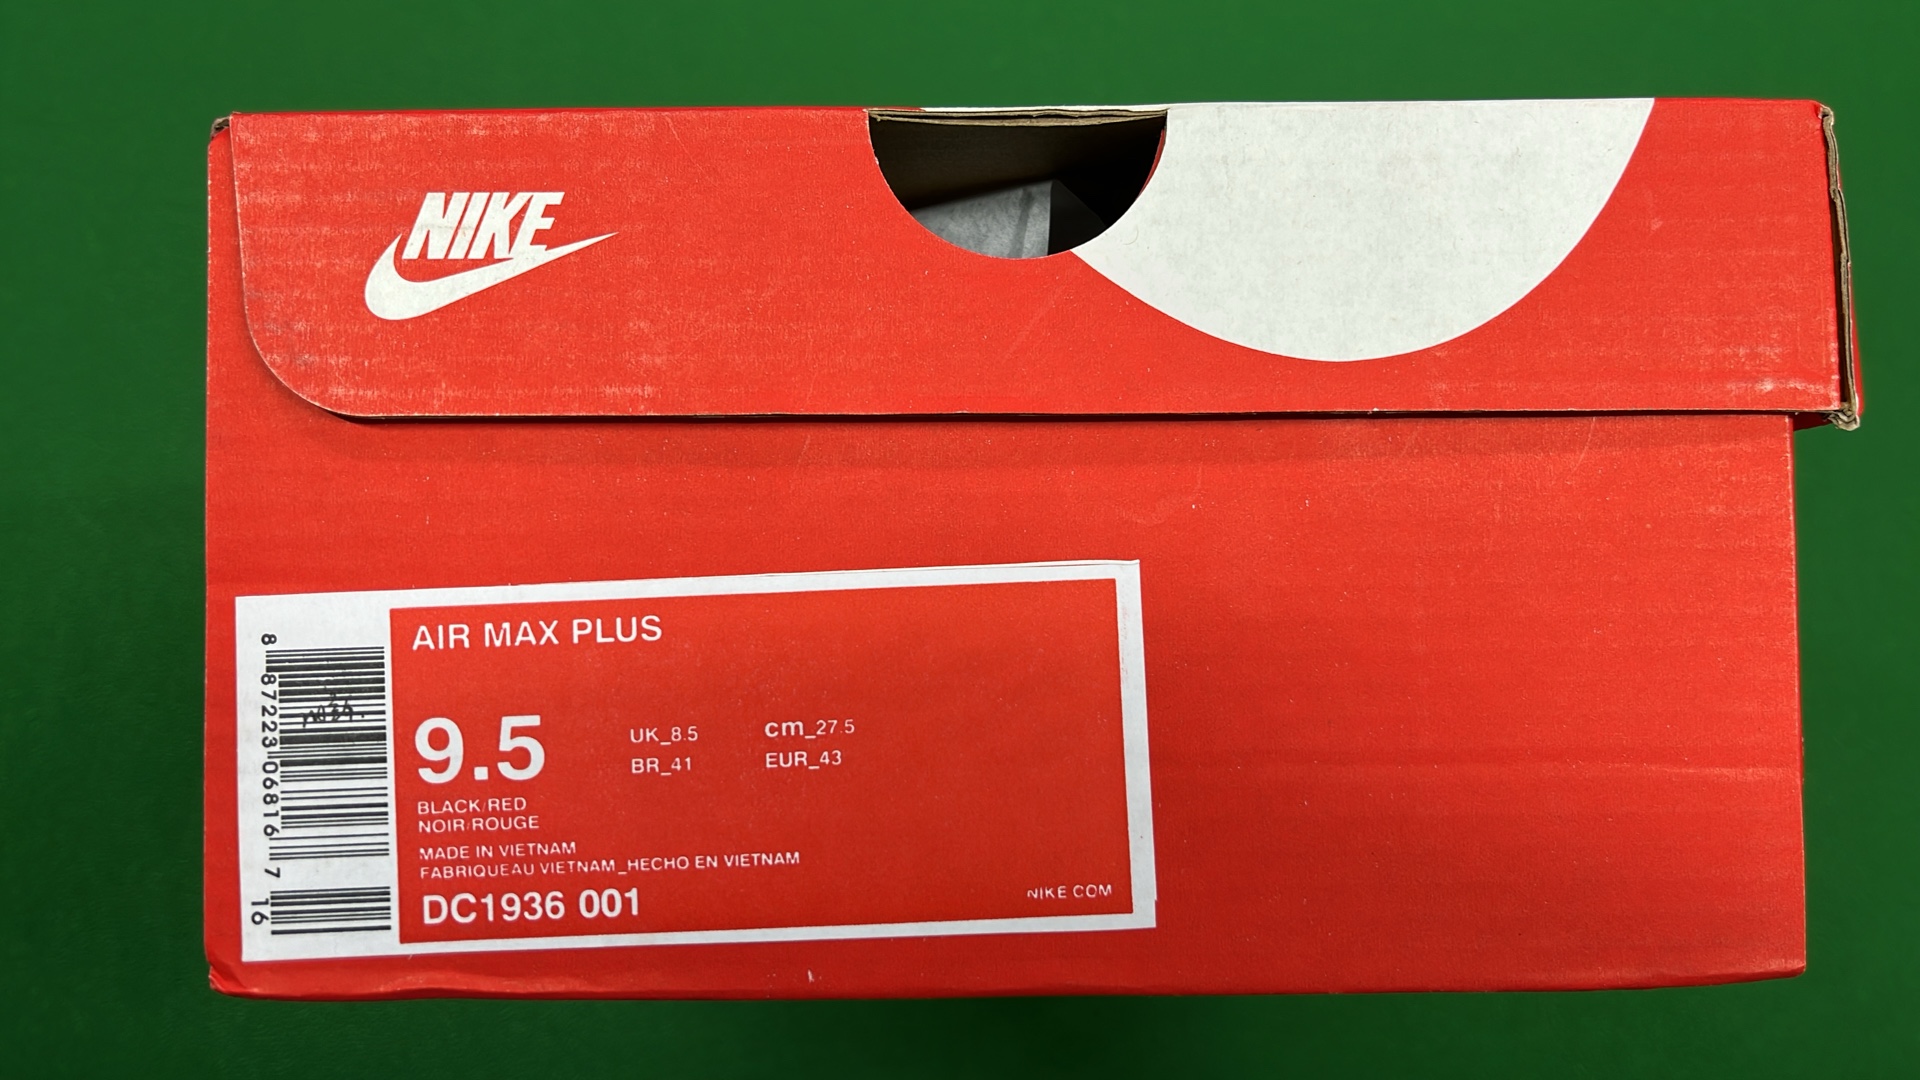 NIKE
AIR MAX PLUS
9.5
UK_8.5
cm_27.5
BR_41
EUR_43
BLACK/RED
NOIR/ROUGE
MADE IN VIETNAM
FABRIQUEAU VIETNAM_HECHO EN VIETNAM
DC1936 001
NIKE COM
8 87223 06816 7 16